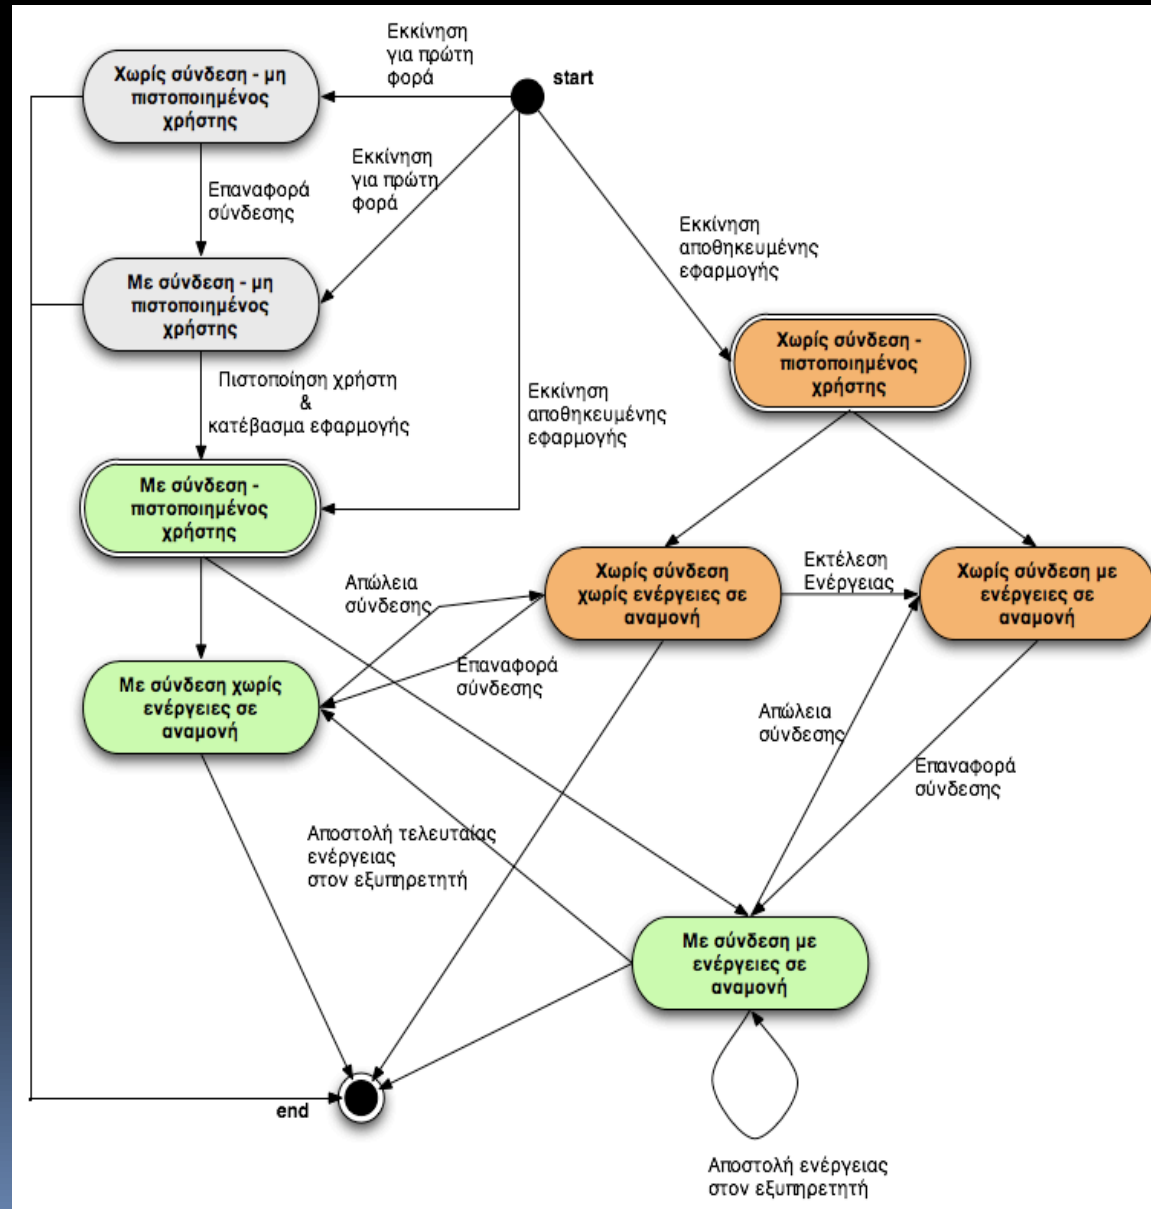 Εκκίνηση
για πρώτη
φορά
start
Χωρίς σύνδεση - μη
πιστοποιημένος
χρήστης
Εκκίνηση
για πρώτη
φορά
Επαναφορά
σύνδεσης
Εκκίνηση
αποθηκευμένης
εφαρμογής
Με σύνδεση - μη
πιστοποιημένος
χρήστης
Χωρίς σύνδεση -
πιστοποιημένος
χρήστης
Πιστοποίηση χρήστη
&
κατέβασμα εφαρμογής
Εκκίνηση
αποθηκευμένης
εφαρμογής
Με σύνδεση -
πιστοποιημένος
χρήστης
Απώλεια
σύνδεσης
Χωρίς σύνδεση
χωρίς ενέργειες σε
αναμονή
Εκτέλεση
Ενέργειας
Χωρίς σύνδεση με
ενέργειες σε
αναμονή
Επαναφορά
σύνδεσης
Με σύνδεση χωρίς
ενέργειες σε
αναμονή
Απώλεια
σύνδεσης
Επαναφορά
σύνδεσης
Αποστολή τελευταίας
ενέργειας
στον εξυπηρετητή
Με σύνδεση με
ενέργειες σε
αναμονή
end
Αποστολή ενέργειας
στον εξυπηρετητή